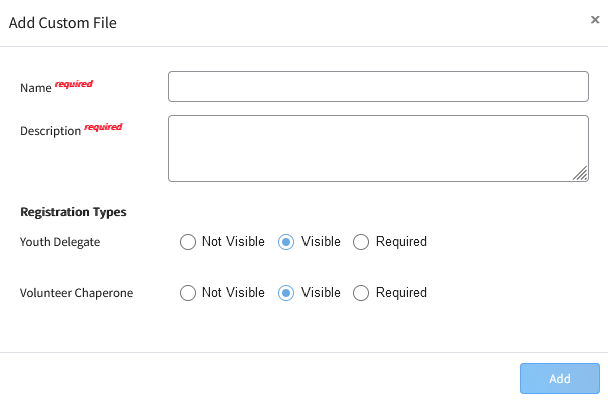 Add Custom File ×
Name required
Description required
Registration Types
Youth Delegate Not Visible Visible Required
Volunteer Chaperone Not Visible Visible Required
Add